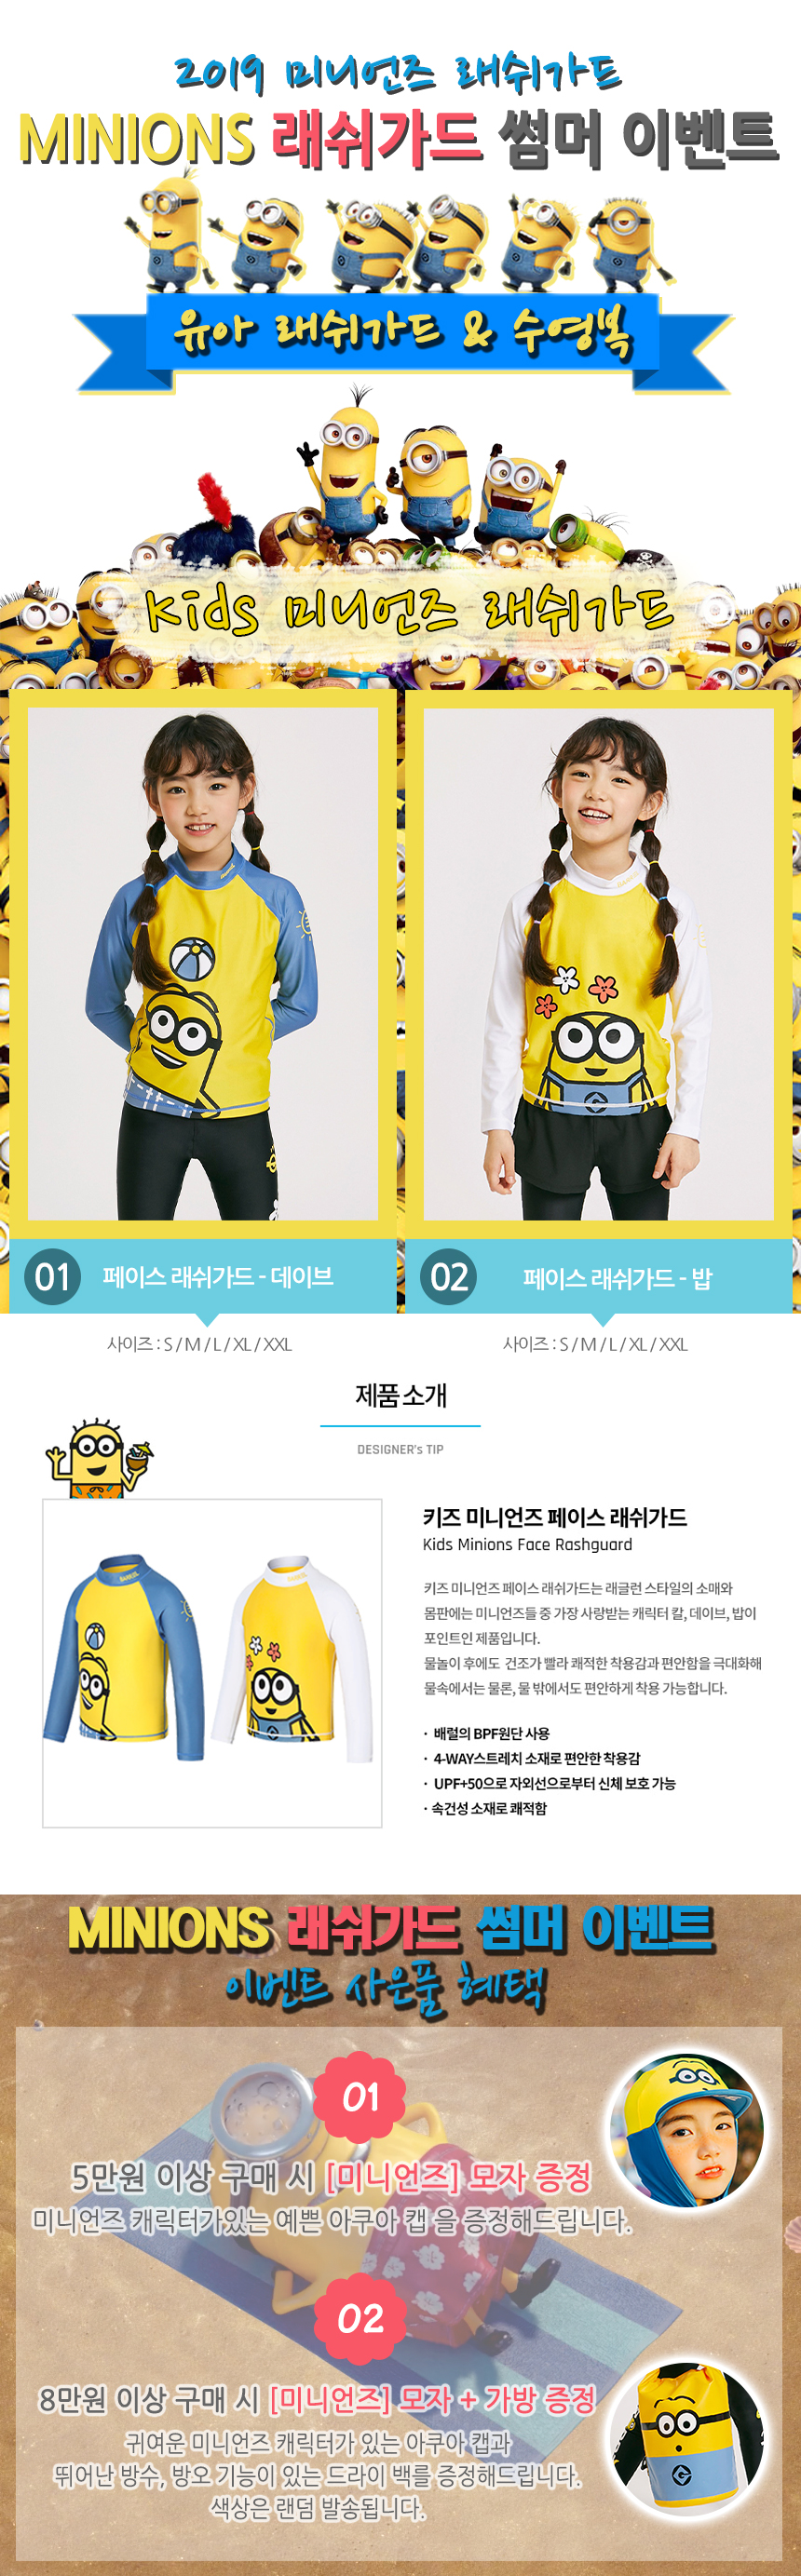 2019 미니언즈 래쉬가드
MINIONS 래쉬가드 썸머 이벤트
유아 래쉬가드 & 수영복
Kids 미니언즈 래쉬가드
01 페이스 래쉬가드 - 데이브
사이즈 : S / M / L / XL / XXL
02 페이스 래쉬가드 - 밥
사이즈 : S / M / L / XL / XXL
제품 소개
DESIGNER's TIP
키즈 미니언즈 페이스 래쉬가드
Kids Minions Face Rashguard
키즈 미니언즈 페이스 래쉬가드는 래글런 스타일의 소매와
몸판에는 미니언즈들 중 가장 사랑받는 캐릭터 칼, 데이브, 밥이
포인트인 제품입니다.
물놀이 후에도 건조가 빨라 쾌적한 착용감과 편안함을 극대화해
물속에서는 물론, 물 밖에서도 편안하게 착용 가능합니다.
· 배럴의 BPF원단 사용
· 4-WAY스트레치 소재로 편안한 착용감
· UPF+50으로 자외선으로부터 신체 보호 가능
· 속건성 소재로 쾌적함
MINIONS 래쉬가드 썸머 이벤트
이벤트 사은품 혜택
01
5만원 이상 구매 시 [미니언즈] 모자 증정
미니언즈 캐릭터가있는 예쁜 아쿠아 캡 을 증정해드립니다.
02
8만원 이상 구매 시 [미니언즈] 모자 + 가방 증정
귀여운 미니언즈 캐릭터가 있는 아쿠아 캡과
뛰어난 방수, 방오 기능이 있는 드라이 백를 증정해드립니다.
색상은 랜덤 발송됩니다.